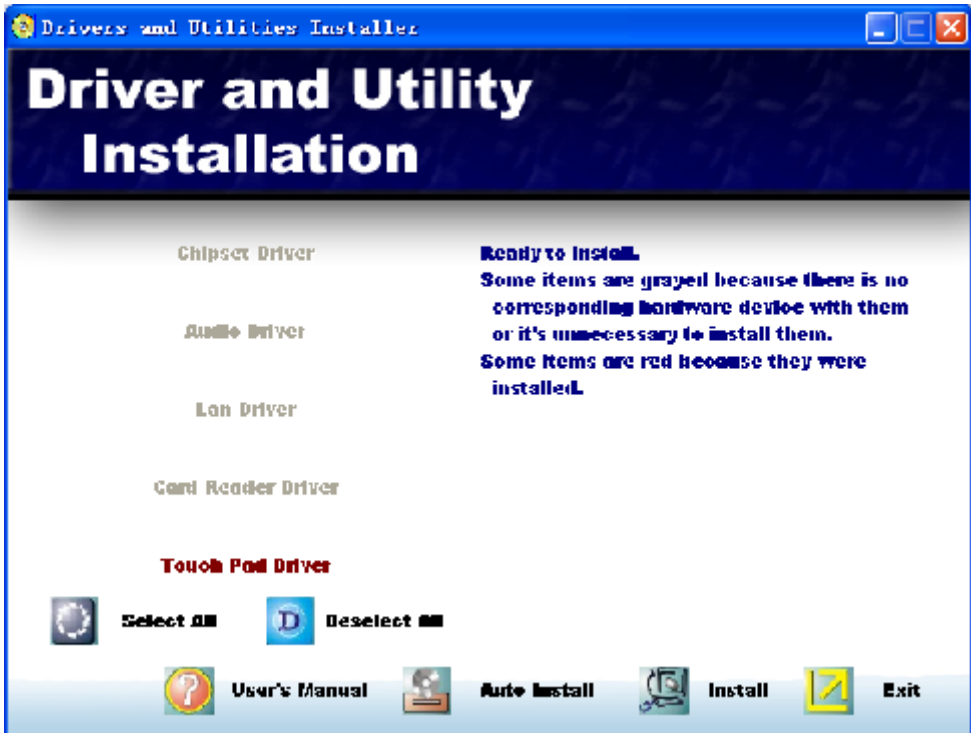 Drivers and Utilities Installer
Driver and Utility
Installation
Chipset Driver
Audio Driver
Lan Driver
Card Reader Driver
Touch Pad Driver
Ready to install.
Some items are grayed because there is no
corresponding hardware device with them
or it's unnecessary to install them.
Some items are red because they were
installed.
Select All
Deselect All
User's Manual
Auto Install
Install
Exit